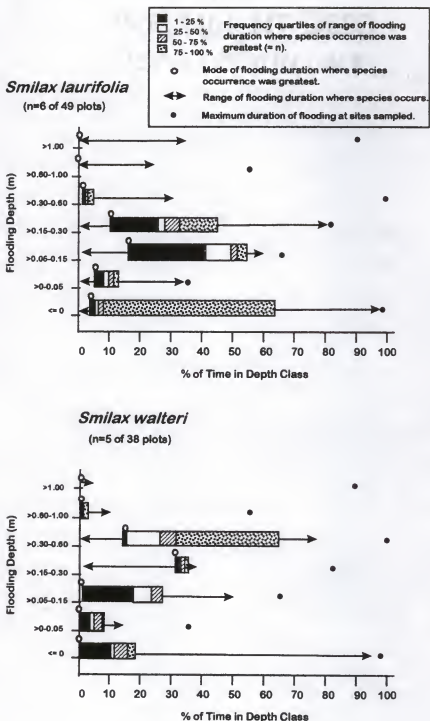 1 - 25 %
25 - 50 %
50 - 75 %
75 - 100 %
Frequency quartiles of range of flooding
duration where species occurrence was
greatest (= n).
Mode of flooding duration where species
occurrence was greatest.
Range of flooding duration where species occurs.
Maximum duration of flooding at sites sampled.
Smilax laurifolia
(n=6 of 49 plots)
Flooding Depth (m)
>1.00
>0.60-1.00
>0.30-0.60
>0.15-0.30
>0.05-0.15
>0-0.05
<= 0
0 10 20 30 40 50 60 70 80 90 100
% of Time in Depth Class
Smilax walteri
(n=5 of 38 plots)
Flooding Depth (m)
>1.00
>0.60-1.00
>0.30-0.60
>0.15-0.30
>0.05-0.15
>0-0.05
<= 0
0 10 20 30 40 50 60 70 80 90 100
% of Time in Depth Class